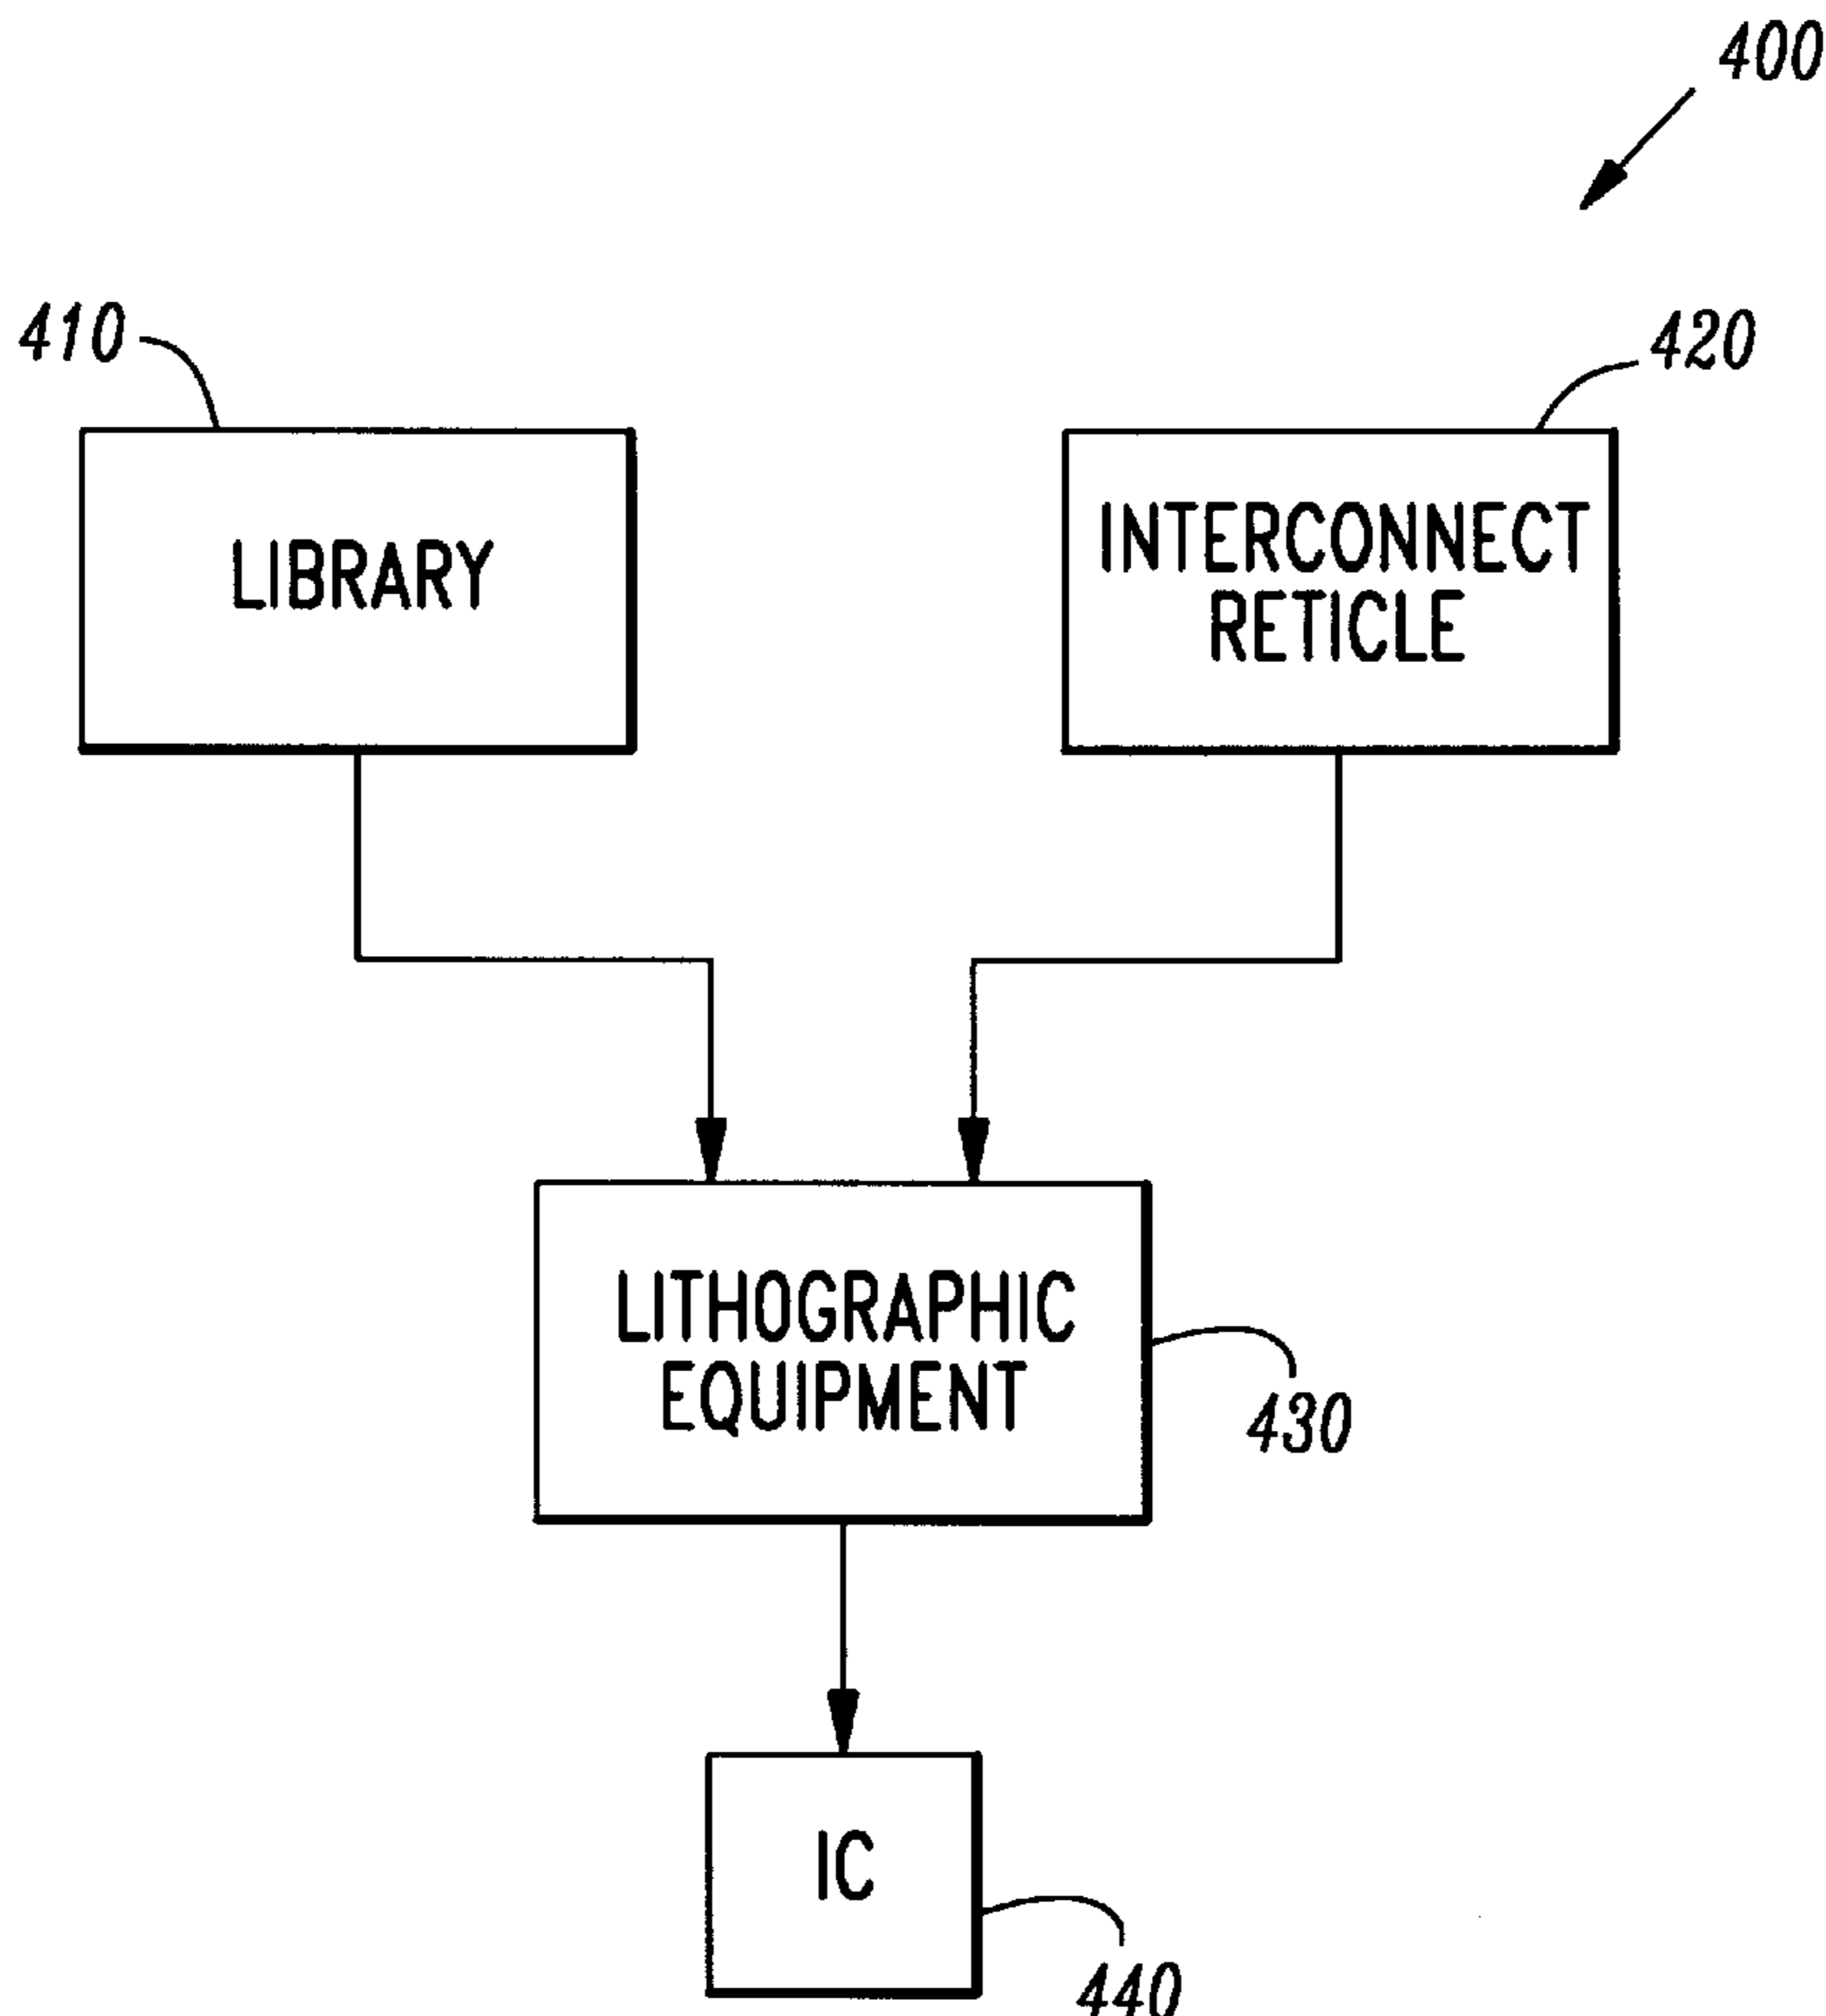 400
410
420
LIBRARY
INTERCONNECT
RETICLE
LITHOGRAPHIC
EQUIPMENT
430
IC
440